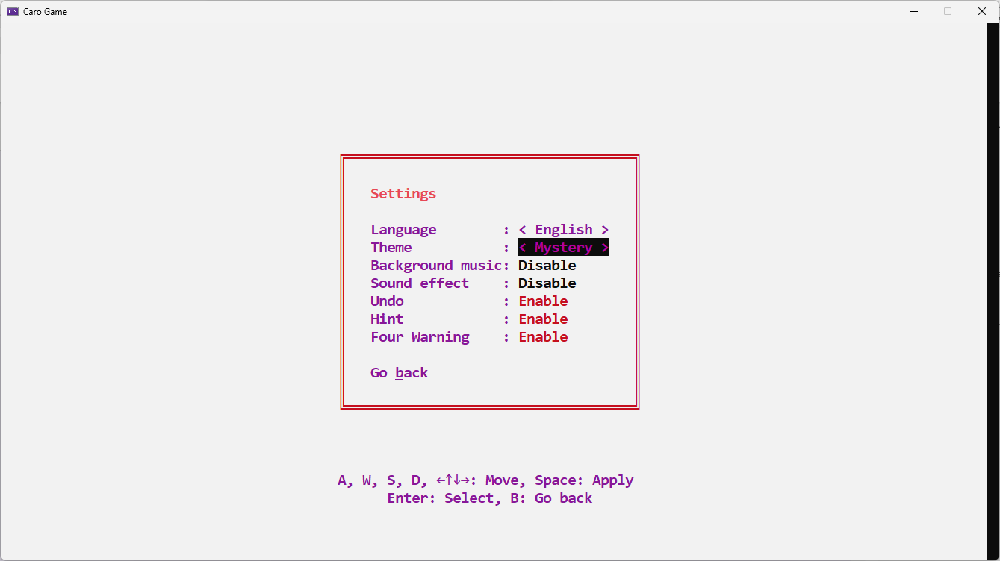 Caro Game
Settings
Language : < English >
Theme : < Mystery >
Background music: Disable
Sound effect : Disable
Undo : Enable
Hint : Enable
Four Warning : Enable
Go back
A, W, S, D, ←↑↓→: Move, Space: Apply
Enter: Select, B: Go back